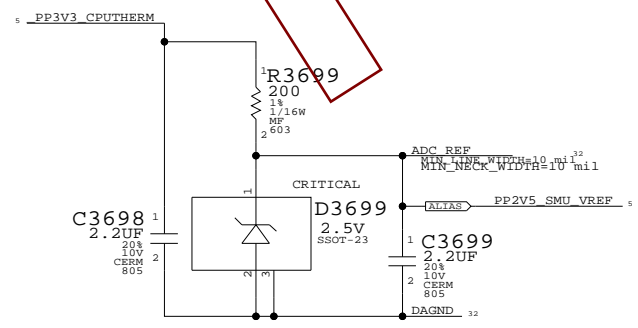 5 PP3V3_CPUTHERM
1 R3699
200
1%
1/16W
MF
2 603
ADC_REF 32
MIN_LINE_WIDTH=10 mil
MIN_NECK_WIDTH=10 mil
CRITICAL
1
D3699
2.5V
SSOT-23
2 3
ALIAS PP2V5_SMU_VREF 5
C3698 1
2.2UF
20%
10V
CERM 2
805
1 C3699
2.2UF
20%
10V
2 CERM
805
DAGND 32